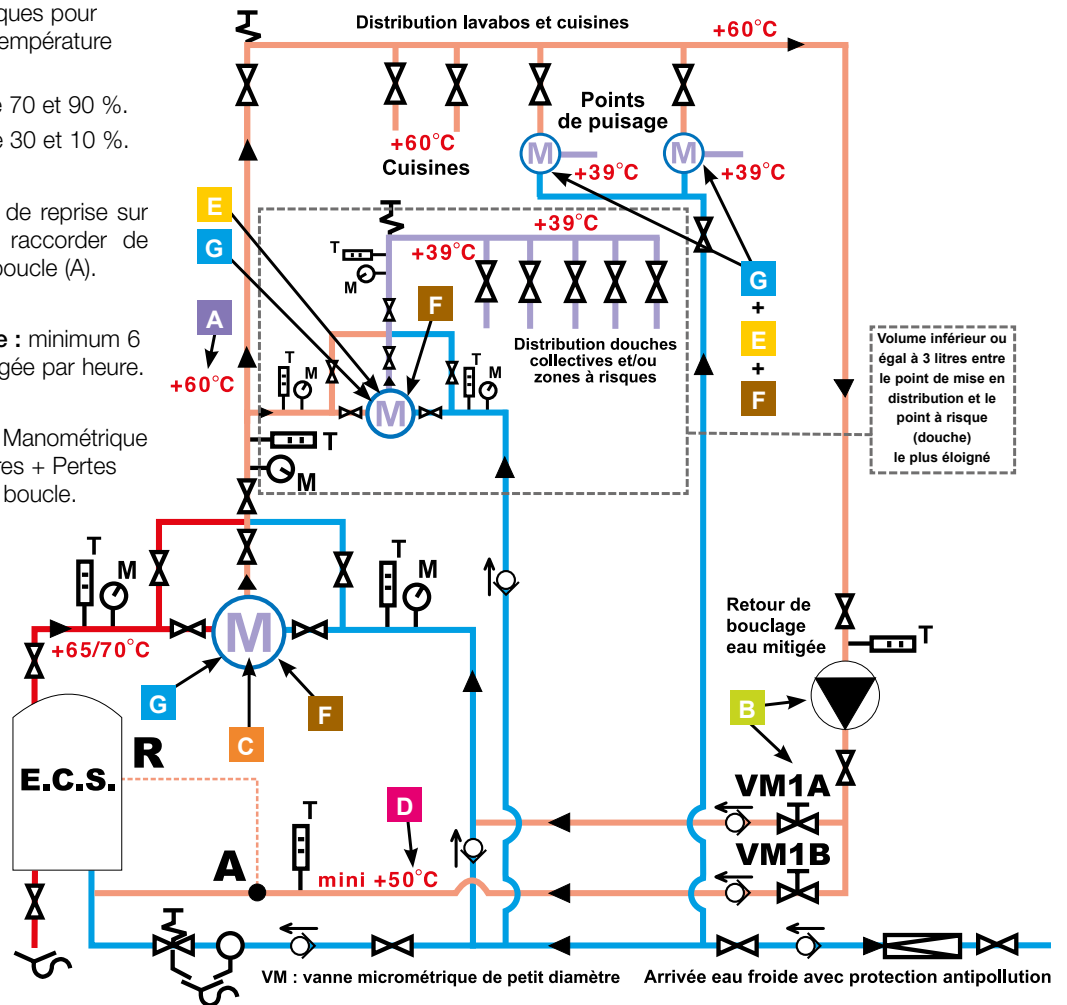 ques pour
empérature
e 70 et 90 %.
e 30 et 10 %.
de reprise sur
raccorder de
boucle (A).
e : minimum 6
gée par heure.
Manométrique
res + Pertes
boucle.
Distribution lavabos et cuisines
+60°C
Points
de puisage
+60°C
Cuisines
M
+39°C
M
+39°C
E
G
A
+60°C
+39°C
+39°C
T
M
F
Distribution douches
collectives et/ou
zones à risques
G
+
E
+
F
Volume inférieur ou
égal à 3 litres entre
le point de mise en
distribution et le
point à risque
(douche)
le plus éloigné
T
M
M
T
M
T
M
T
M
T
M
+65/70°C
M
G
C
F
Retour de
bouclage
eau mitigée
T
B
R
E.C.S.
VM1A
VM1B
D
T
A
mini +50°C
VM : vanne micrométrique de petit diamètre
Arrivée eau froide avec protection antipollution